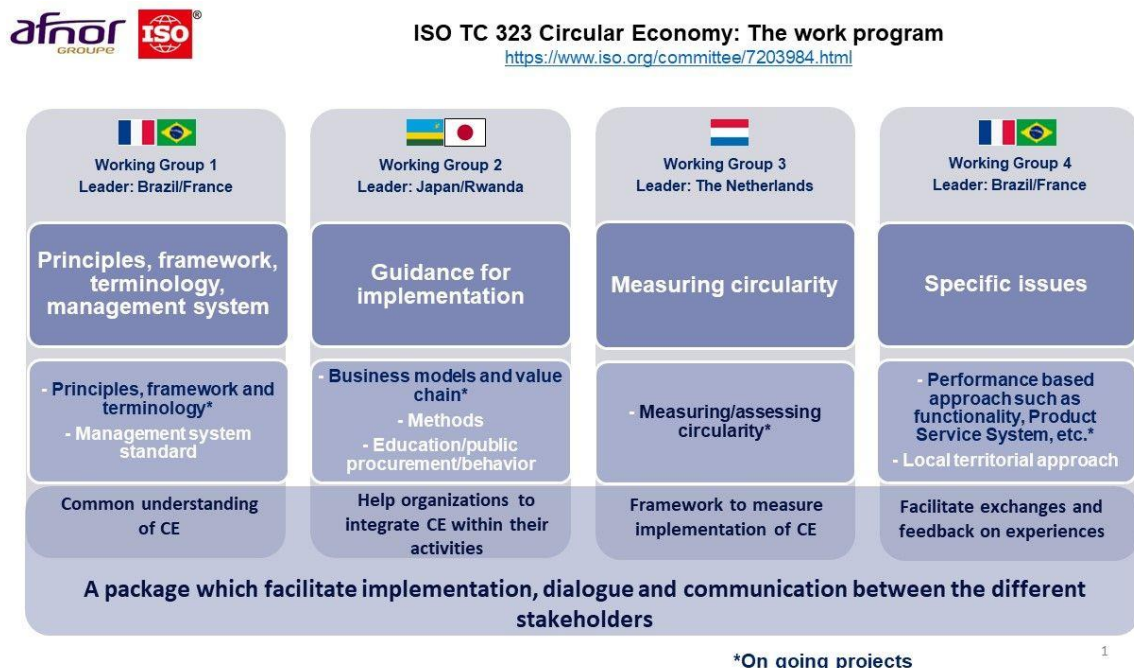 afnor
GROUPE
ISO
®
ISO TC 323 Circular Economy: The work program
https://www.iso.org/committee/7203984.html
Working Group 1
Leader: Brazil/France
Principles, framework,
terminology,
management system
- Principles, framework and
terminology*
- Management system
standard
Common understanding
of CE
Working Group 2
Leader: Japan/Rwanda
Guidance for
implementation
- Business models and value
chain*
- Methods
- Education/public
procurement/behavior
Help organizations to
integrate CE within their
activities
Working Group 3
Leader: The Netherlands
Measuring circularity
- Measuring/assessing
circularity*
Framework to measure
implementation of CE
Working Group 4
Leader: Brazil/France
Specific issues
- Performance based
approach such as
functionality, Product
Service System, etc.*
- Local territorial approach
Facilitate exchanges and
feedback on experiences
A package which facilitate implementation, dialogue and communication between the different
stakeholders
*On going projects
1